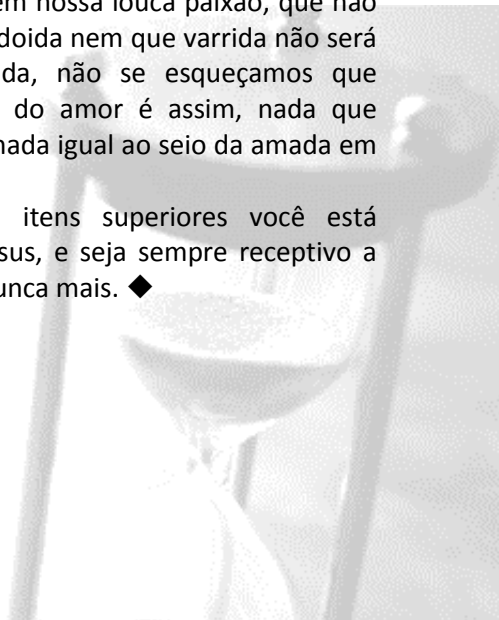 em nossa louca paixão, que não
doida nem que varrida não será
da, não se esqueçamos que
do amor é assim, nada que
nada igual ao seio da amada em
itens superiores você está
sus, e seja sempre receptivo a
unca mais. ◆